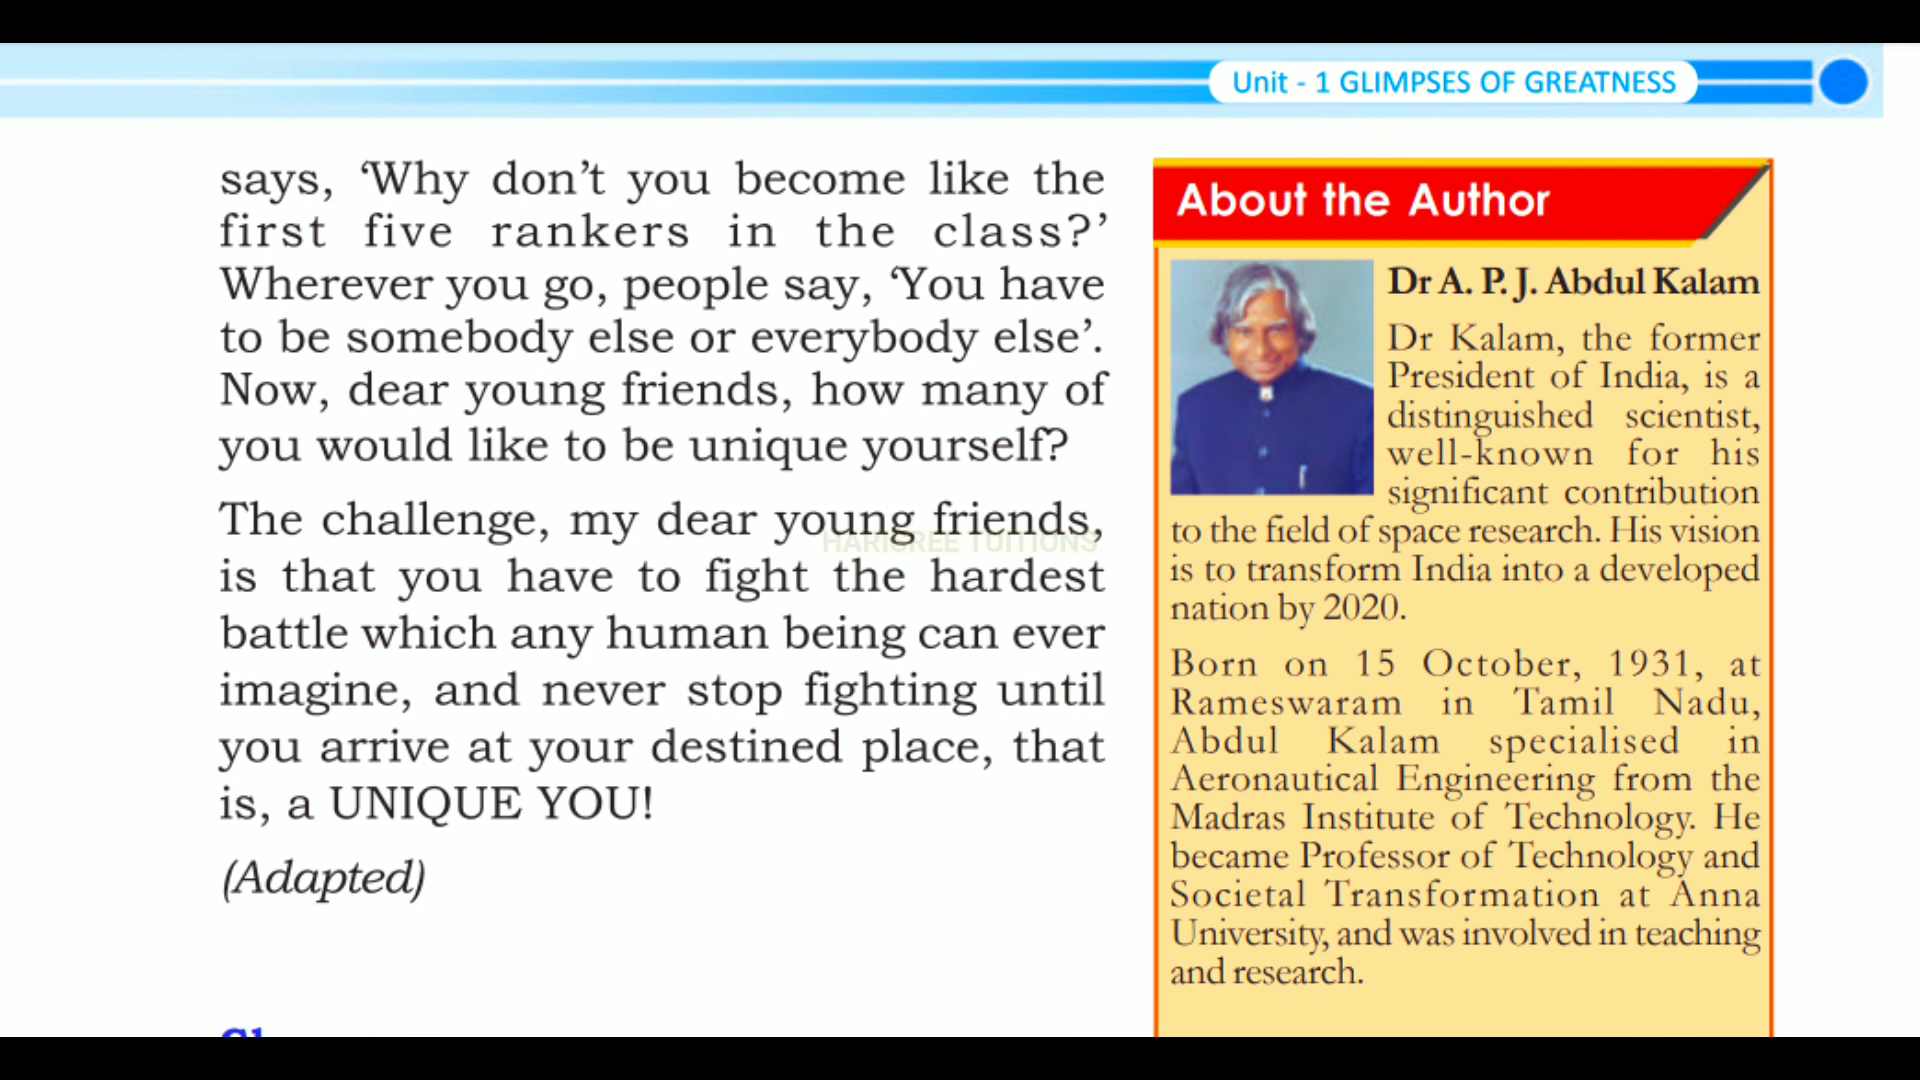 Unit - 1 GLIMPSES OF GREATNESS
says, ‘Why don’t you become like the
first five rankers in the class?’
Wherever you go, people say, ‘You have
to be somebody else or everybody else’.
Now, dear young friends, how many of
you would like to be unique yourself?
The challenge, my dear young friends,
is that you have to fight the hardest
battle which any human being can ever
imagine, and never stop fighting until
you arrive at your destined place, that
is, a UNIQUE YOU!
(Adapted)
HARISREE TUITIONS
About the Author
Dr A. P. J. Abdul Kalam
Dr Kalam, the former
President of India, is a
distinguished scientist,
well-known for his
significant contribution
to the field of space research. His vision
is to transform India into a developed
nation by 2020.
Born on 15 October, 1931, at
Rameswaram in Tamil Nadu,
Abdul Kalam specialised in
Aeronautical Engineering from the
Madras Institute of Technology. He
became Professor of Technology and
Societal Transformation at Anna
University, and was involved in teaching
and research.